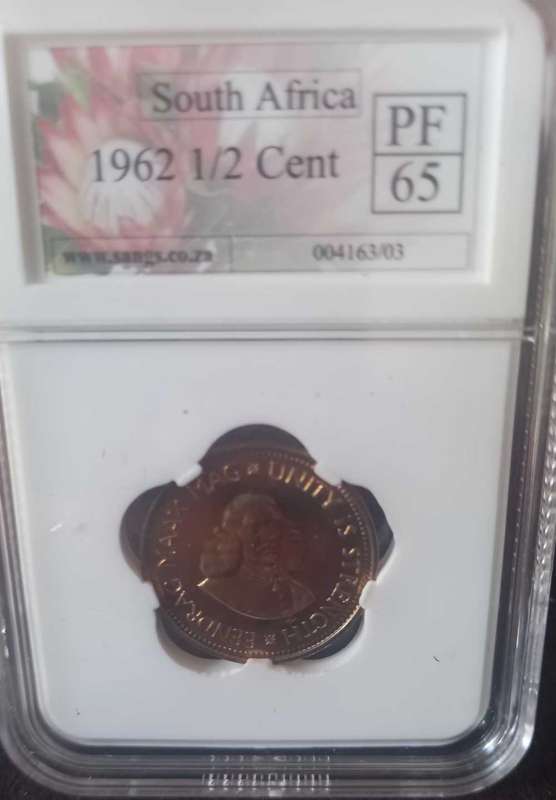 South Africa
1962 1/2 Cent
PF
65
www.sangs.co.za
004163/03
EENDRAG MAAK MAG * UNITY IS STRENGTH *